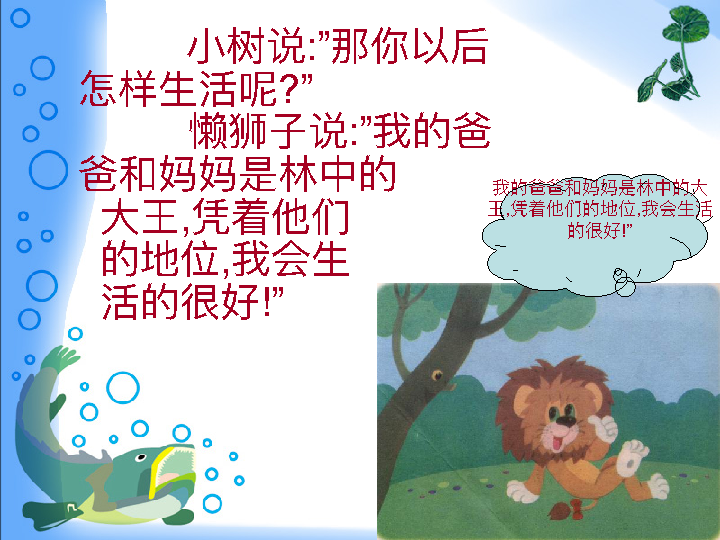 小树说:”那你以后
怎样生活呢?”
懒狮子说:”我的爸
爸和妈妈是林中的
大王,凭着他们
的地位,我会生
活的很好!”
我的爸爸和妈妈是林中的大
王,凭着他们的地位,我会生活
的很好!”